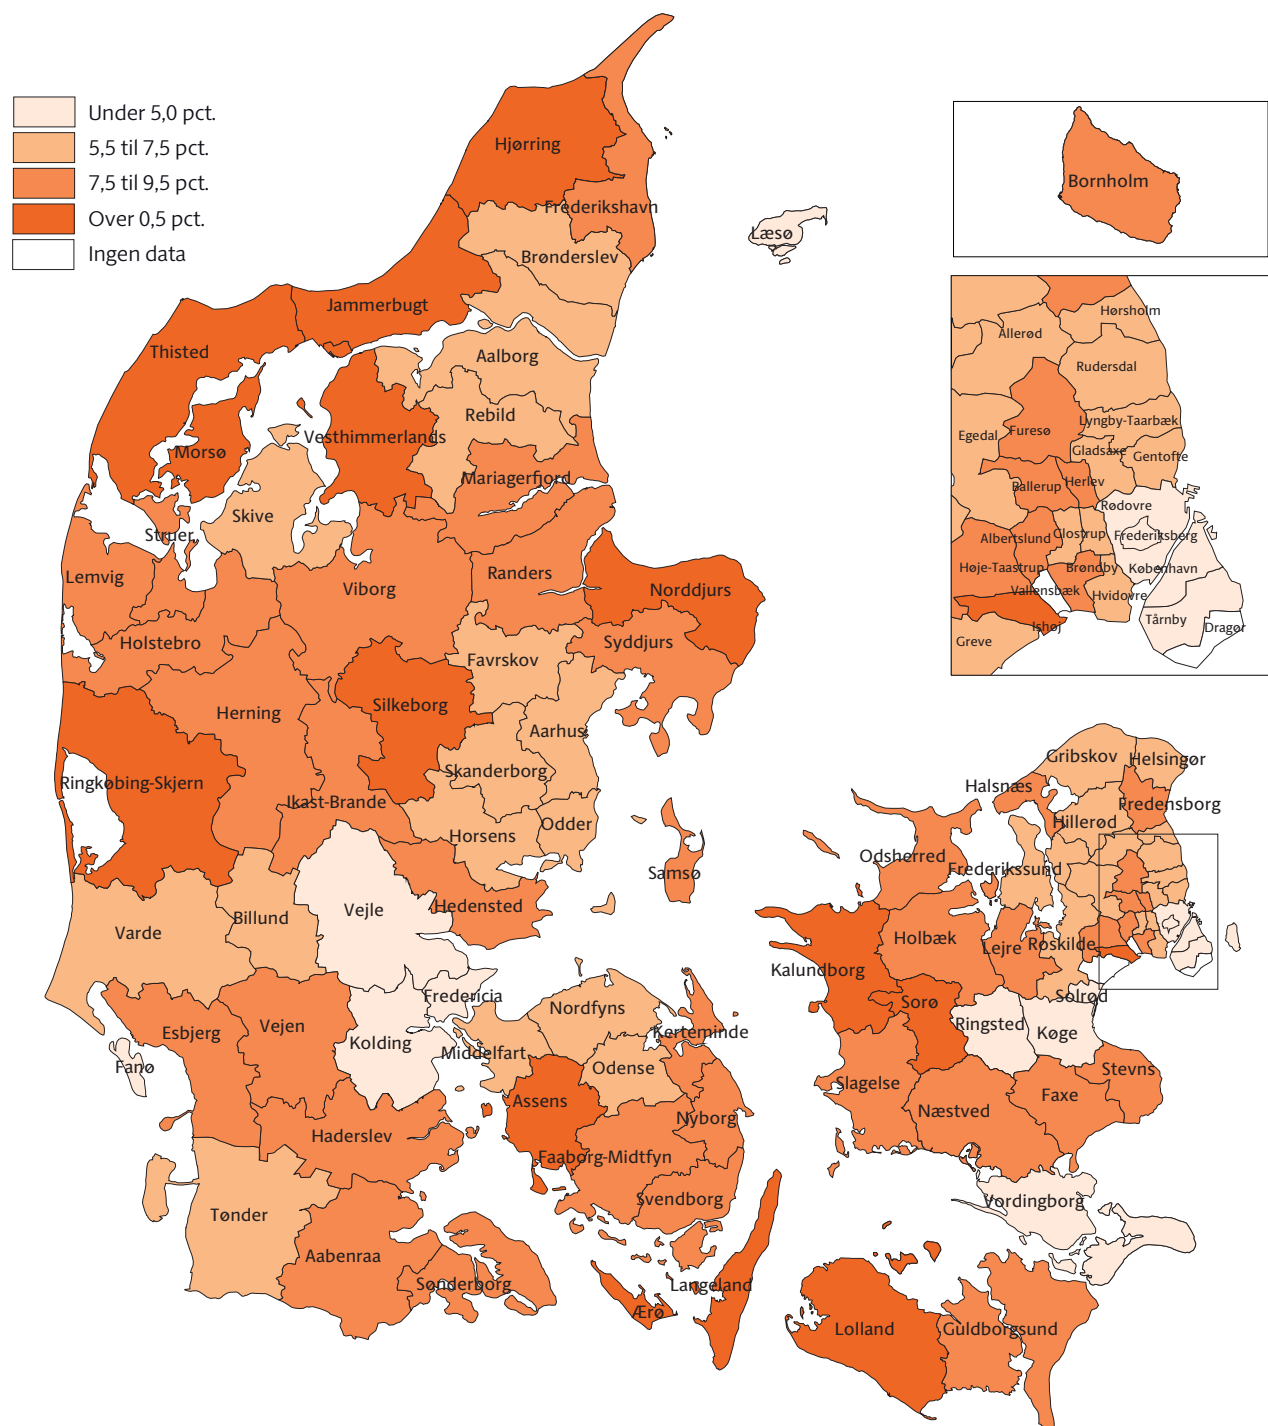 Under 5,0 pct.
5,5 til 7,5 pct.
7,5 til 9,5 pct.
Over 0,5 pct.
Ingen data
Hjørring
Frederikshavn
Læsø
Brønderslev
Jammerbugt
Thisted
Aalborg
Rebild
Vesthimmerlands
Morsø
Mariagerfjord
Skive
Struer
Lemvig
Viborg
Randers
Norddjurs
Holstebro
Syddjurs
Favrskov
Silkeborg
Herning
Aarhus
Skanderborg
Ringkøbing-Skjern
Ikast-Brande
Horsens
Odder
Samsø
Hedensted
Vejle
Billund
Varde
Fredericia
Esbjerg
Vejen
Kolding
Fanø
Middelfart
Nordfyns
Kerteminde
Odense
Assens
Nyborg
Haderslev
Faaborg-Midtfyn
Svendborg
Tønder
Aabenraa
Sønderborg
Langeland
Ærø
Bornholm
Hørsholm
Allerød
Rudersdal
Lyngby-Taarbæk
Egedal
Furesø
Gladsaxe
Gentofte
Ballerup
Herlev
Rødovre
Albertslund
Glostrup
Frederiksberg
Høje-Taastrup
Brøndby
København
Vallensbæk
Hvidovre
Ishøj
Tårnby
Dragør
Greve
Gribskov
Helsingør
Halsnæs
Fredensborg
Hillerød
Odsherred
Frederikssund
Holbæk
Lejre
Roskilde
Kalundborg
Solrød
Sorø
Ringsted
Køge
Stevns
Slagelse
Faxe
Næstved
Vordingborg
Lolland
Guldborgsund